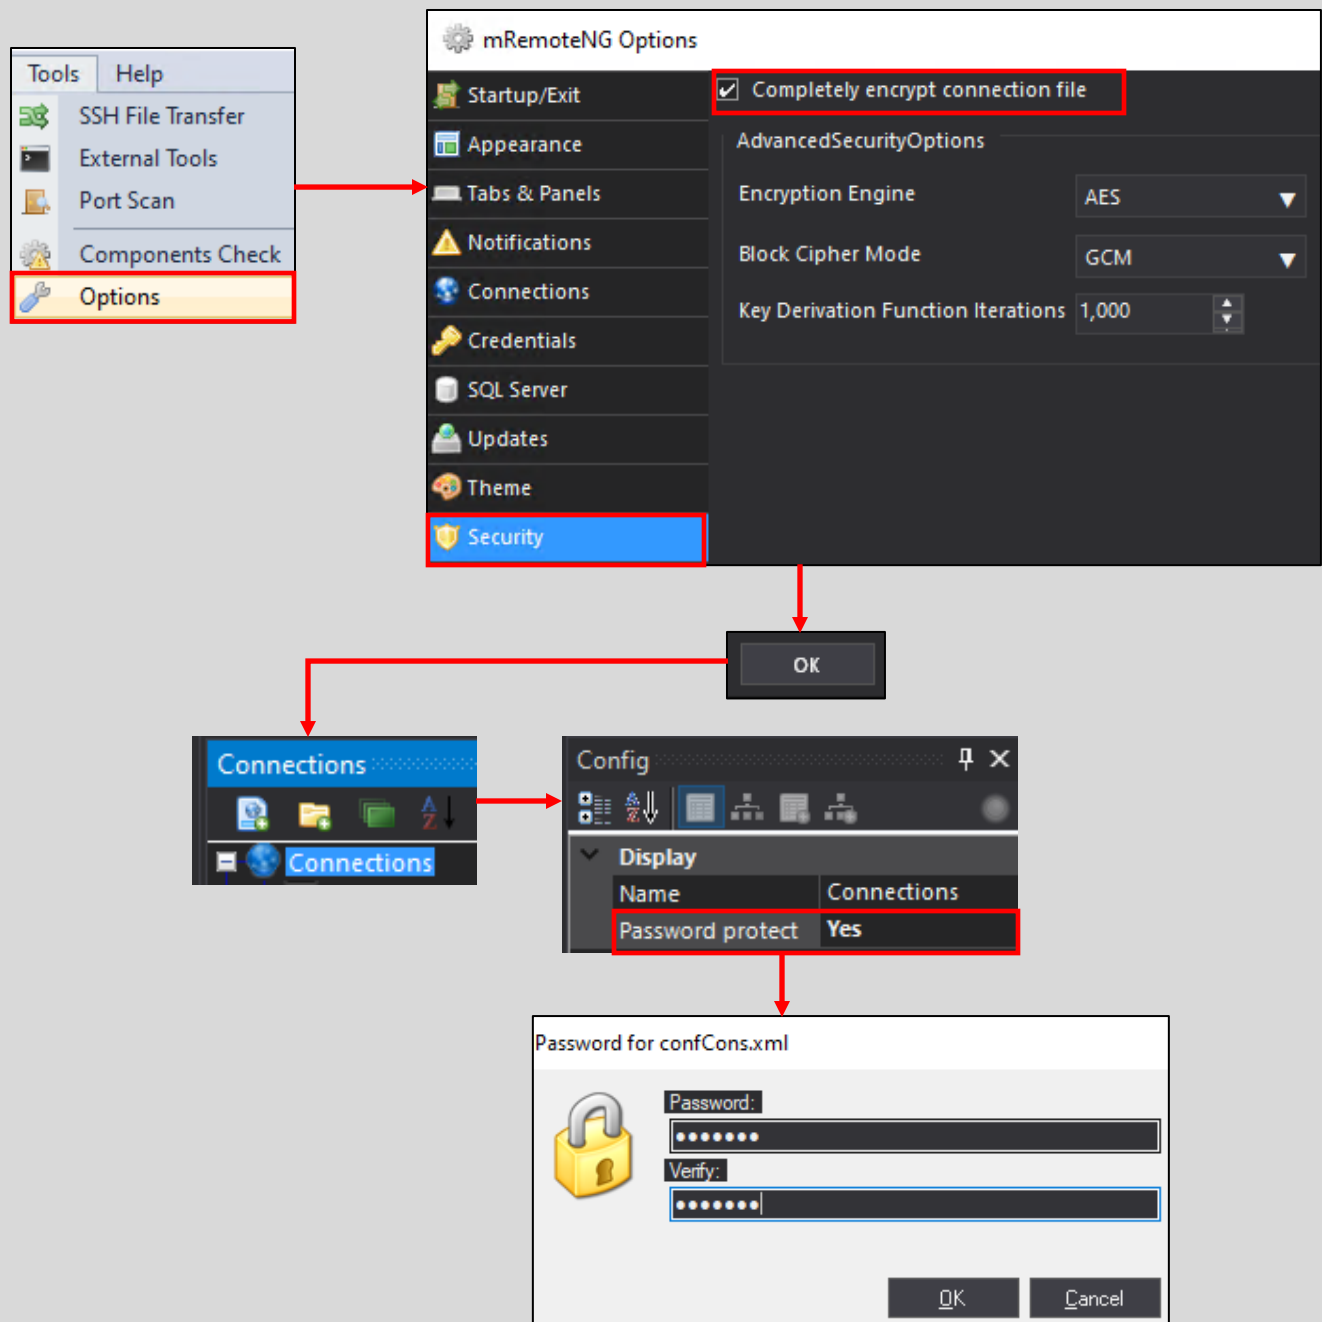 Tools Help
SSH File Transfer
External Tools
Port Scan
Components Check
Options
mRemoteNG Options
Startup/Exit
Appearance
Tabs & Panels
Notifications
Connections
Credentials
SQL Server
Updates
Theme
Security
Completely encrypt connection file
AdvancedSecurityOptions
Encryption Engine AES
Block Cipher Mode GCM
Key Derivation Function Iterations 1,000
OK
Connections
Connections
Config
Display
Name Connections
Password protect Yes
Password for confCons.xml
Password:
•••••••
Verify:
•••••••
OK Cancel